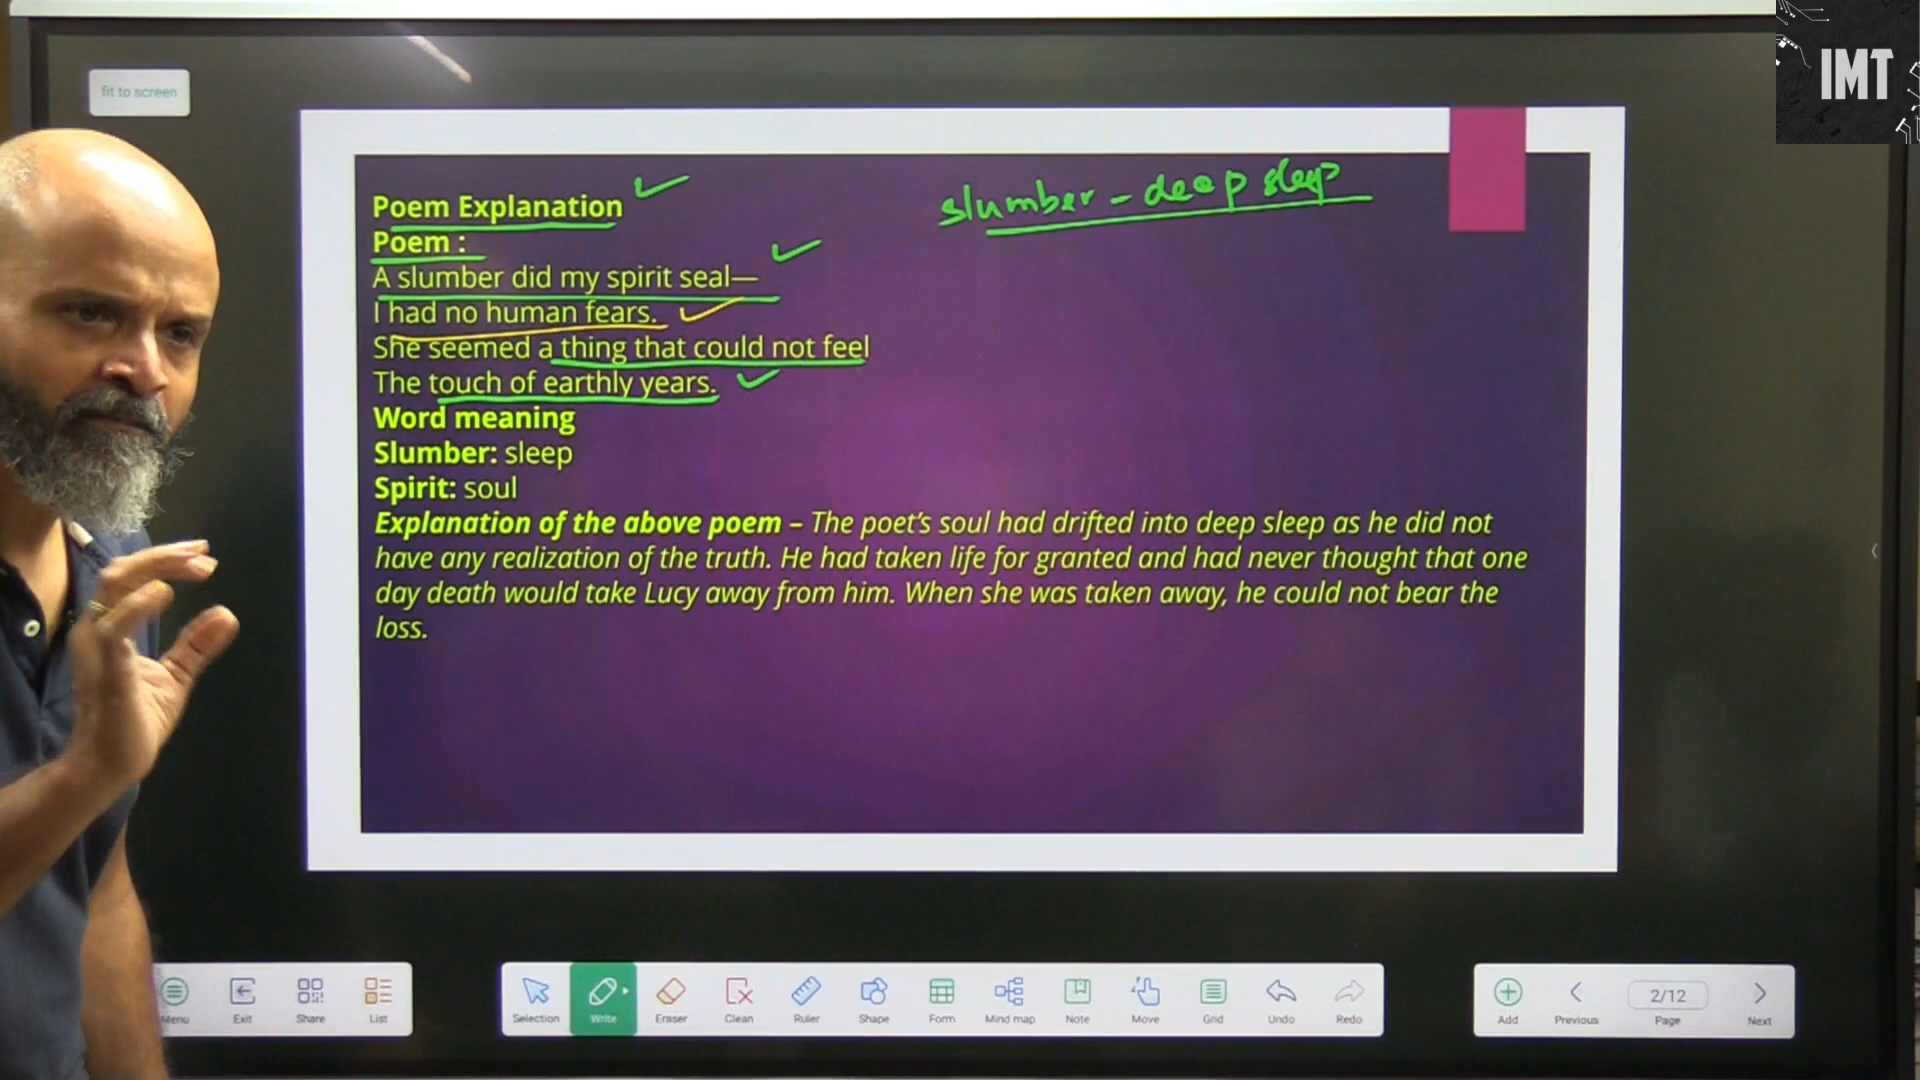 IMT
fit to screen
Poem Explanation
slumber - deep sleep
Poem :
A slumber did my spirit seal—
I had no human fears.
She seemed a thing that could not feel
The touch of earthly years.
Word meaning
Slumber: sleep
Spirit: soul
Explanation of the above poem – The poet's soul had drifted into deep sleep as he did not
have any realization of the truth. He had taken life for granted and had never thought that one
day death would take Lucy away from him. When she was taken away, he could not bear the
loss.
Menu Exit Share List Selection Write Eraser Clean Ruler Shape Form Mind map Note Move Grid Undo Redo Add Previous 2/12 Page Next